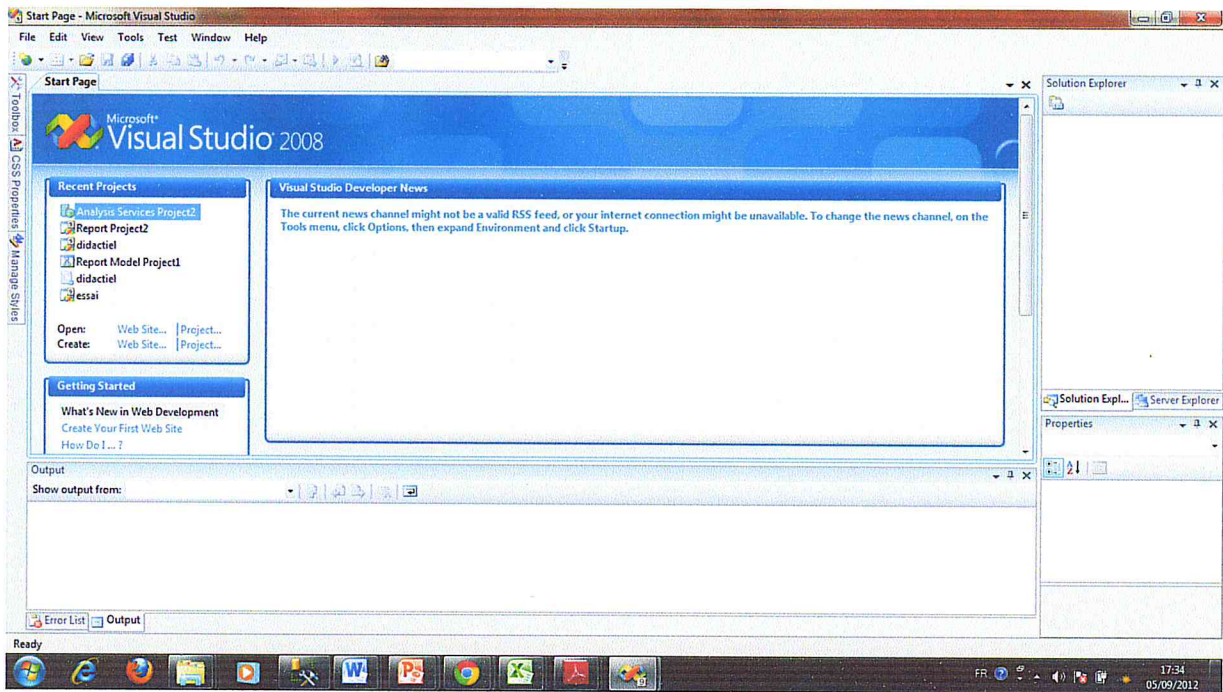 Start Page - Microsoft Visual Studio
File Edit View Tools Test Window Help
Start Page
Toolbox
CSS Properties
Manage Styles
Microsoft®
Visual Studio® 2008
Recent Projects
Analysis Services Project2
Report Project2
didactiel
Report Model Project1
didactiel
essai
Open: Web Site... | Project...
Create: Web Site... | Project...
Getting Started
What's New in Web Development
Create Your First Web Site
How Do I ... ?
Visual Studio Developer News
The current news channel might not be a valid RSS feed, or your internet connection might be unavailable. To change the news channel, on the
Tools menu, click Options, then expand Environment and click Startup.
Solution Explorer
Solution Expl... Server Explorer
Properties
Output
Show output from:
Error List Output
Ready
FR 17:34
05/09/2012